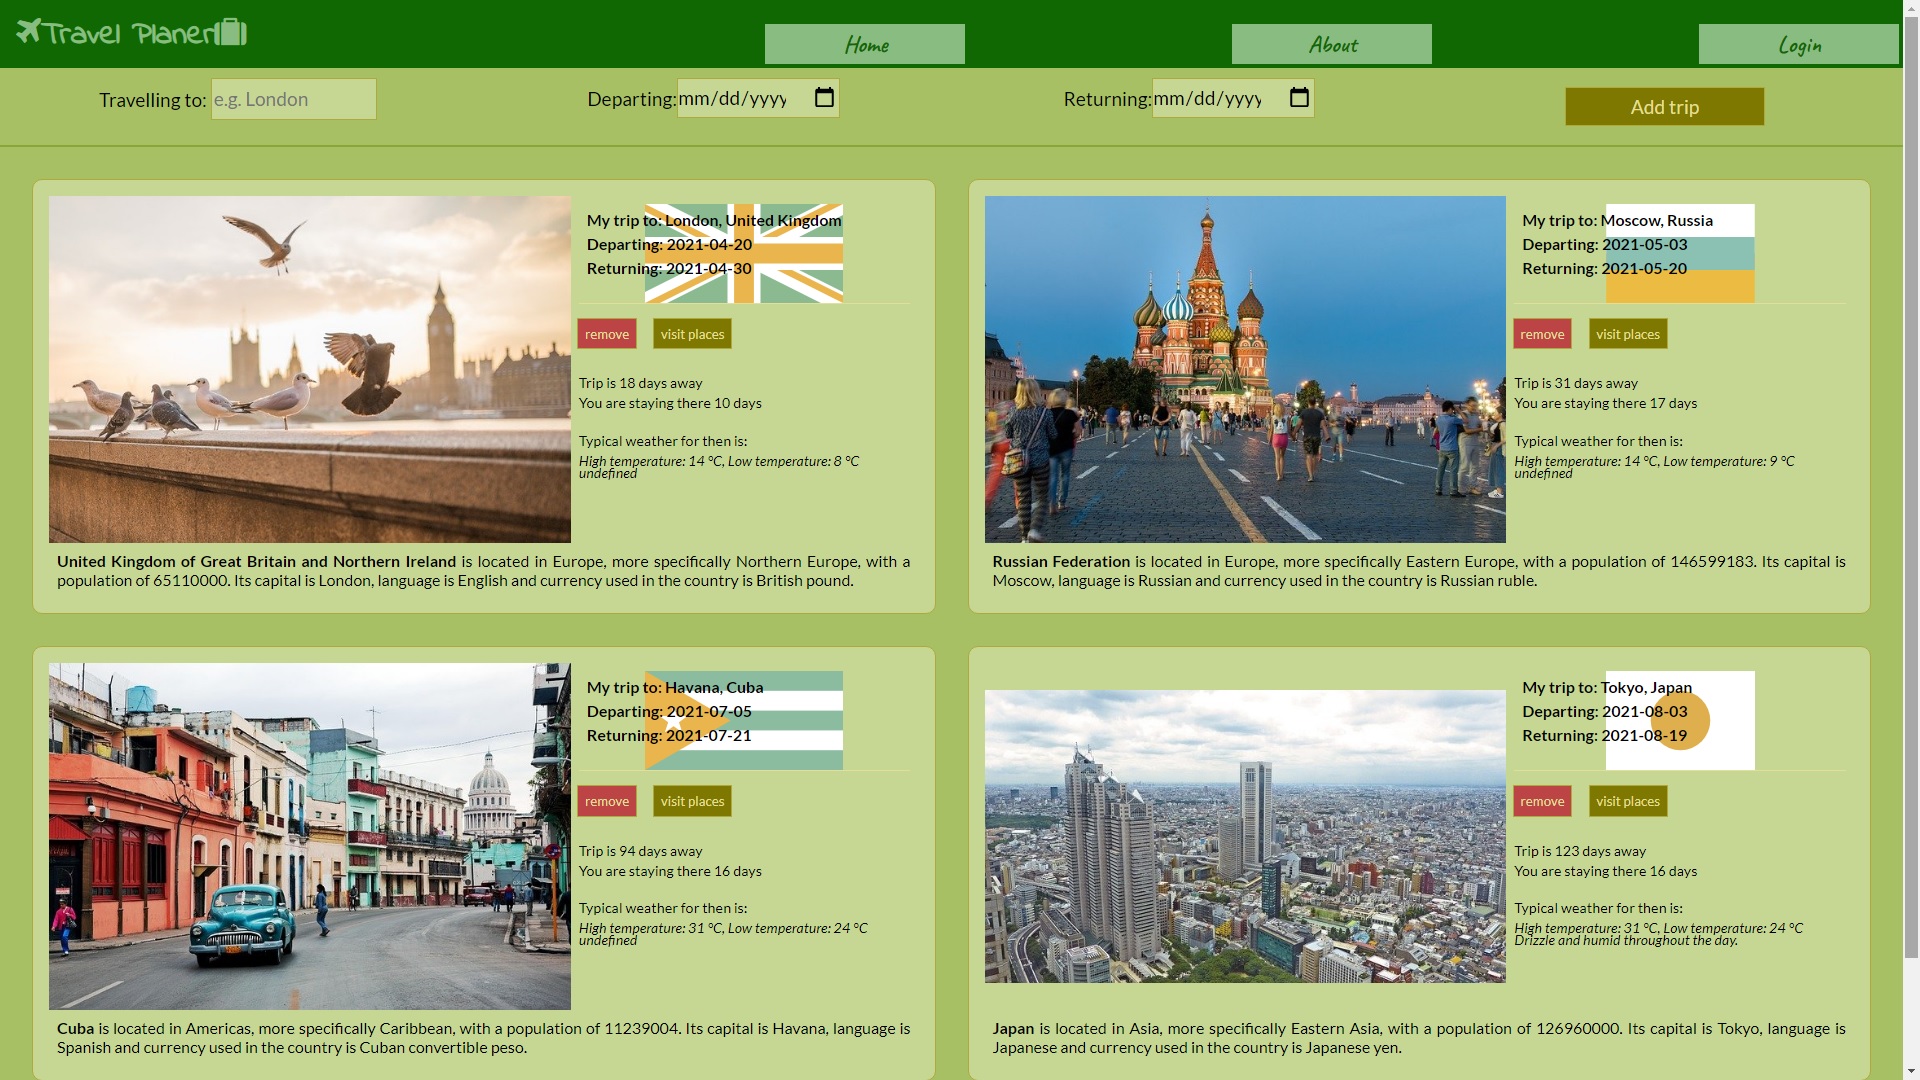 Travel Planer
Home
About
Login
Travelling to: e.g. London
Departing: mm/dd/yyyy
Returning: mm/dd/yyyy
Add trip
My trip to: London, United Kingdom
Departing: 2021-04-20
Returning: 2021-04-30
remove
visit places
Trip is 18 days away
You are staying there 10 days
Typical weather for then is:
High temperature: 14 °C, Low temperature: 8 °C
undefined
United Kingdom of Great Britain and Northern Ireland is located in Europe, more specifically Northern Europe, with a
population of 65110000. Its capital is London, language is English and currency used in the country is British pound.
My trip to: Moscow, Russia
Departing: 2021-05-03
Returning: 2021-05-20
remove
visit places
Trip is 31 days away
You are staying there 17 days
Typical weather for then is:
High temperature: 14 °C, Low temperature: 9 °C
undefined
Russian Federation is located in Europe, more specifically Eastern Europe, with a population of 146599183. Its capital is
Moscow, language is Russian and currency used in the country is Russian ruble.
My trip to: Havana, Cuba
Departing: 2021-07-05
Returning: 2021-07-21
remove
visit places
Trip is 94 days away
You are staying there 16 days
Typical weather for then is:
High temperature: 31 °C, Low temperature: 24 °C
undefined
Cuba is located in Americas, more specifically Caribbean, with a population of 11239004. Its capital is Havana, language is
Spanish and currency used in the country is Cuban convertible peso.
My trip to: Tokyo, Japan
Departing: 2021-08-03
Returning: 2021-08-19
remove
visit places
Trip is 123 days away
You are staying there 16 days
Typical weather for then is:
High temperature: 31 °C, Low temperature: 24 °C
Drizzle and humid throughout the day.
Japan is located in Asia, more specifically Eastern Asia, with a population of 126960000. Its capital is Tokyo, language is
Japanese and currency used in the country is Japanese yen.